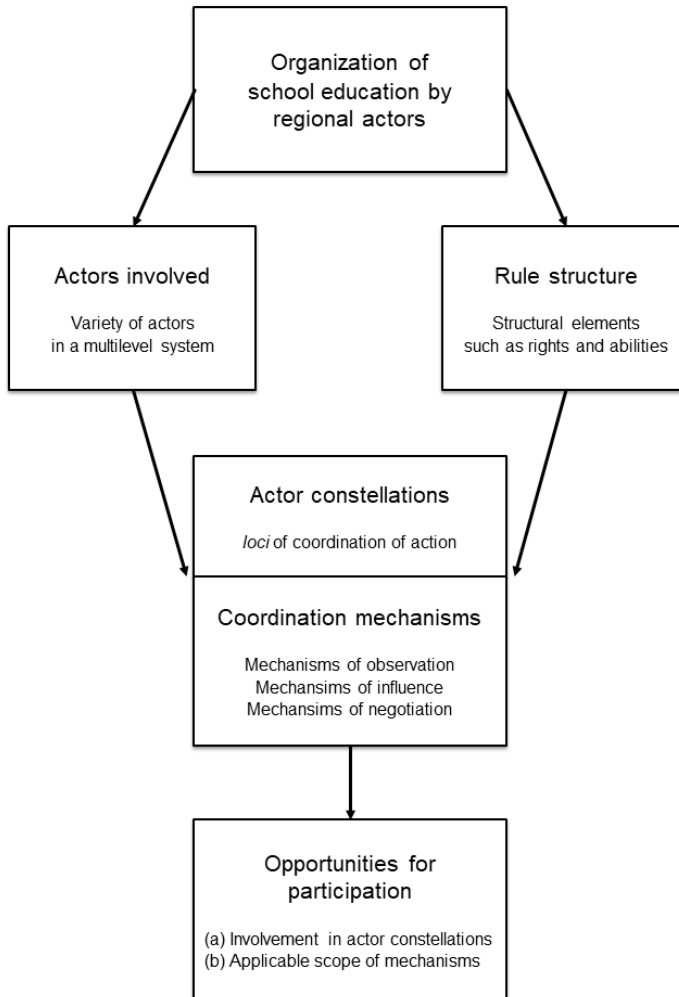 Organization of
school education by
regional actors
Actors involved
Variety of actors
in a multilevel system
Rule structure
Structural elements
such as rights and abilities
Actor constellations
loci of coordination of action
Coordination mechanisms
Mechanisms of observation
Mechansims of influence
Mechansims of negotiation
Opportunities for
participation
(a) Involvement in actor constellations
(b) Applicable scope of mechanisms